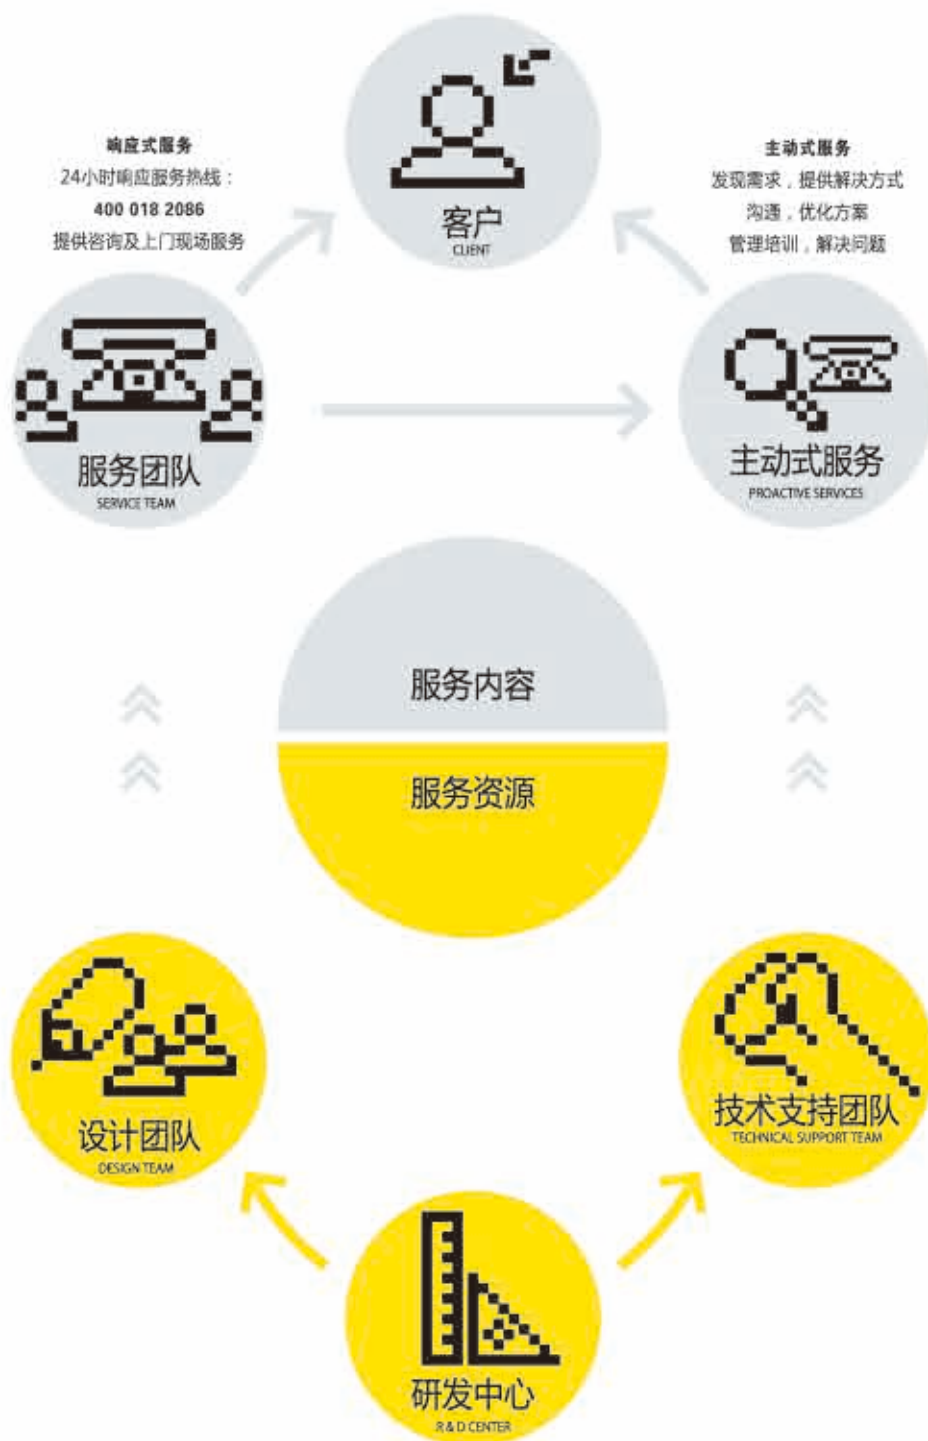 响应式服务
24小时响应服务热线：
400 018 2086
提供咨询及上门现场服务
客户
CLIENT
主动式服务
发现需求，提供解决方式
沟通，优化方案
管理培训，解决问题
服务团队
SERVICE TEAM
主动式服务
PROACTIVE SERVICES
服务内容
服务资源
设计团队
DESIGN TEAM
技术支持团队
TECHNICAL SUPPORT TEAM
研发中心
R & D CENTER